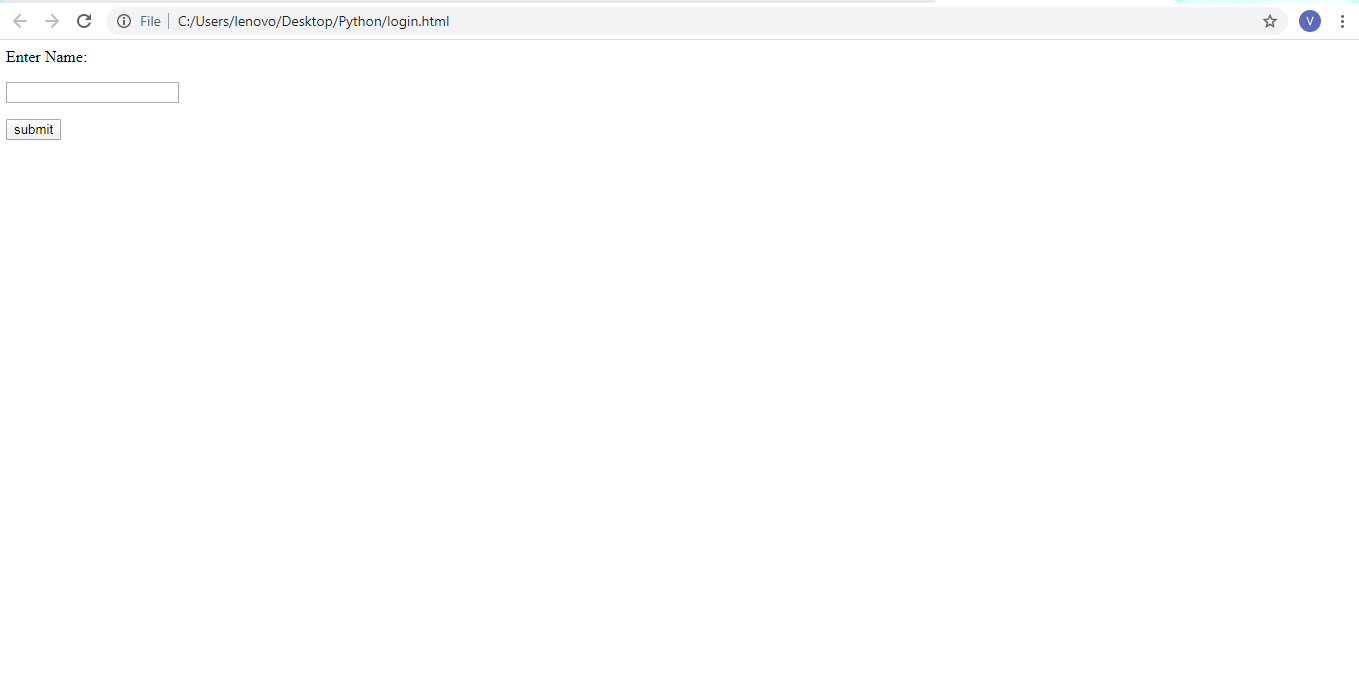 File C:/Users/lenovo/Desktop/Python/login.html V
Enter Name:
submit